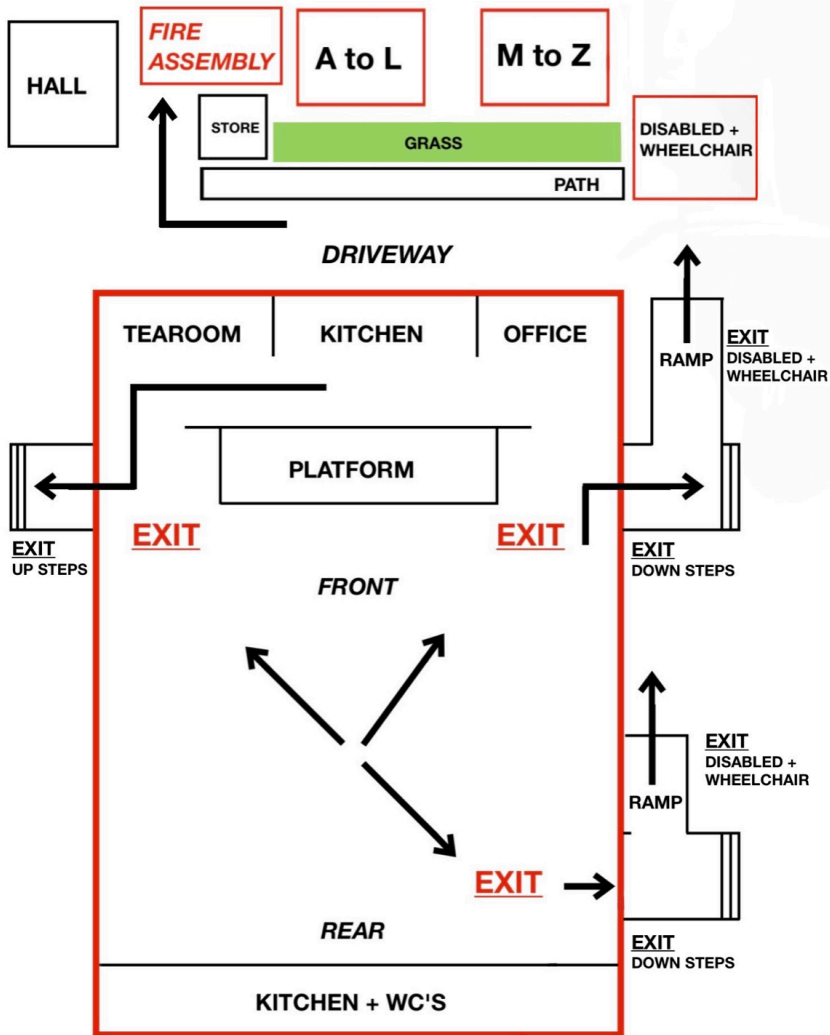 HALL
FIRE
ASSEMBLY
A to L
M to Z
STORE
GRASS
DISABLED +
WHEELCHAIR
PATH
DRIVEWAY
TEAROOM
KITCHEN
OFFICE
RAMP
EXIT
DISABLED +
WHEELCHAIR
PLATFORM
EXIT
EXIT
EXIT
UP STEPS
EXIT
DOWN STEPS
FRONT
EXIT
DISABLED +
WHEELCHAIR
RAMP
EXIT
REAR
EXIT
DOWN STEPS
KITCHEN + WC'S